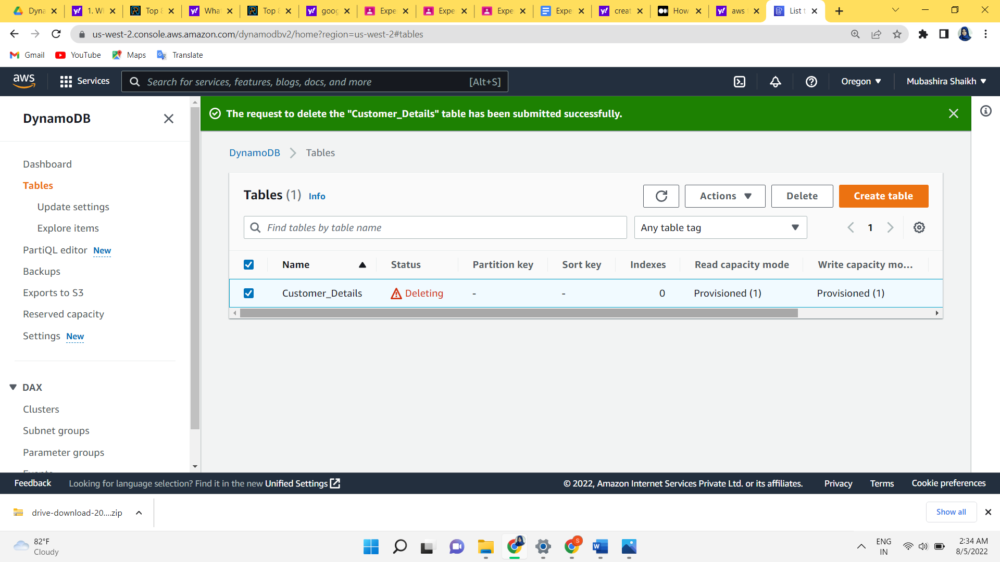 Dyna
1. W
Top 8
What
Top 8
goog
Expe
Expe
Expe
Expe
creat
How
aws
List t
us-west-2.console.aws.amazon.com/dynamodbv2/home?region=us-west-2#tables
Gmail
YouTube
Maps
Translate
aws
Services
Search for services, features, blogs, docs, and more
[Alt+S]
Oregon
Mubashira Shaikh
DynamoDB
The request to delete the "Customer_Details" table has been submitted successfully.
Dashboard
Tables
Update settings
Explore items
PartiQL editor New
Backups
Exports to S3
Reserved capacity
Settings New
DAX
Clusters
Subnet groups
Parameter groups
Events
DynamoDB
Tables
Tables (1) Info
Actions
Delete
Create table
Find tables by table name
Any table tag
1
Name Status Partition key Sort key Indexes Read capacity mode Write capacity mo...
Customer_Details Deleting - - 0 Provisioned (1) Provisioned (1)
Feedback
Looking for language selection? Find it in the new Unified Settings
© 2022, Amazon Internet Services Private Ltd. or its affiliates.
Privacy
Terms
Cookie preferences
drive-download-20....zip
Show all
82°F
Cloudy
S
W
ENG
IN
2:34 AM
8/5/2022